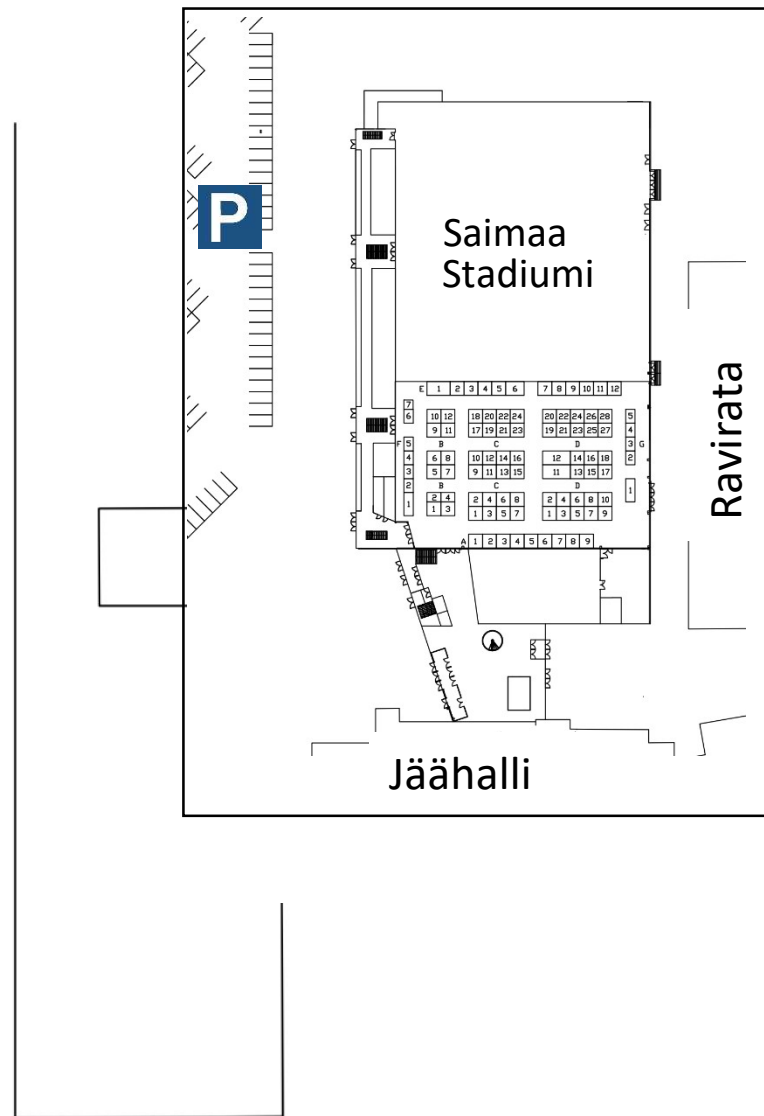 P
Saimaa
Stadiumi
Ravirata
E 1 2 3 4 5 6 7 8 9 10 11 12
7
6
10 12 18 20 22 24 20 22 24 26 28 5
9 11 17 19 21 23 19 21 23 25 27 4
F 5 B C D 3 G
4 6 8 10 12 14 16 12 14 16 18 2
3 5 7 9 11 13 15 11 13 15 17
2 B C D 1
1 2 4 2 4 6 8 2 4 6 8 10
1 3 1 3 5 7 1 3 5 7 9
A 1 2 3 4 5 6 7 8 9
Jäähalli